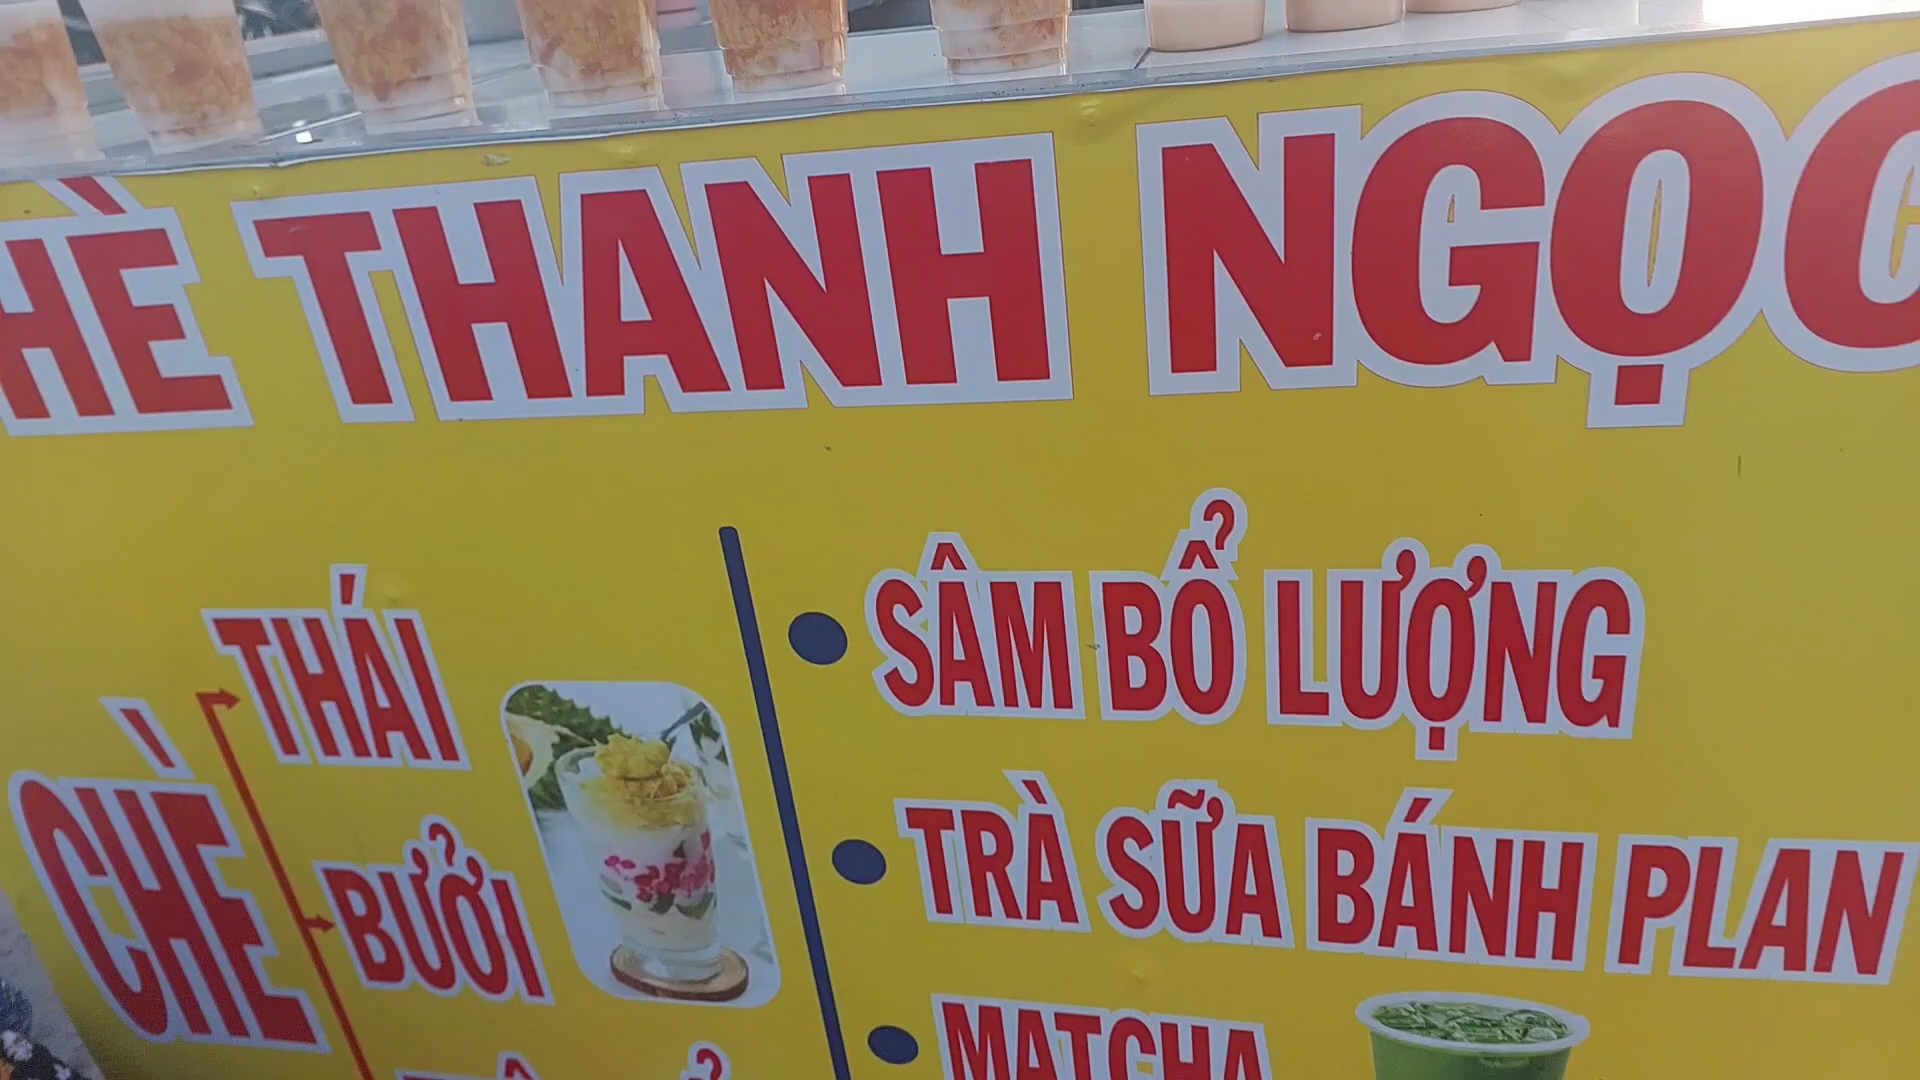 HÈ THANH NGỌC
CHÈ
THÁI
BƯỞI
SÂM BỔ LƯỢNG
TRÀ SỮA BÁNH PLAN
MATCHA